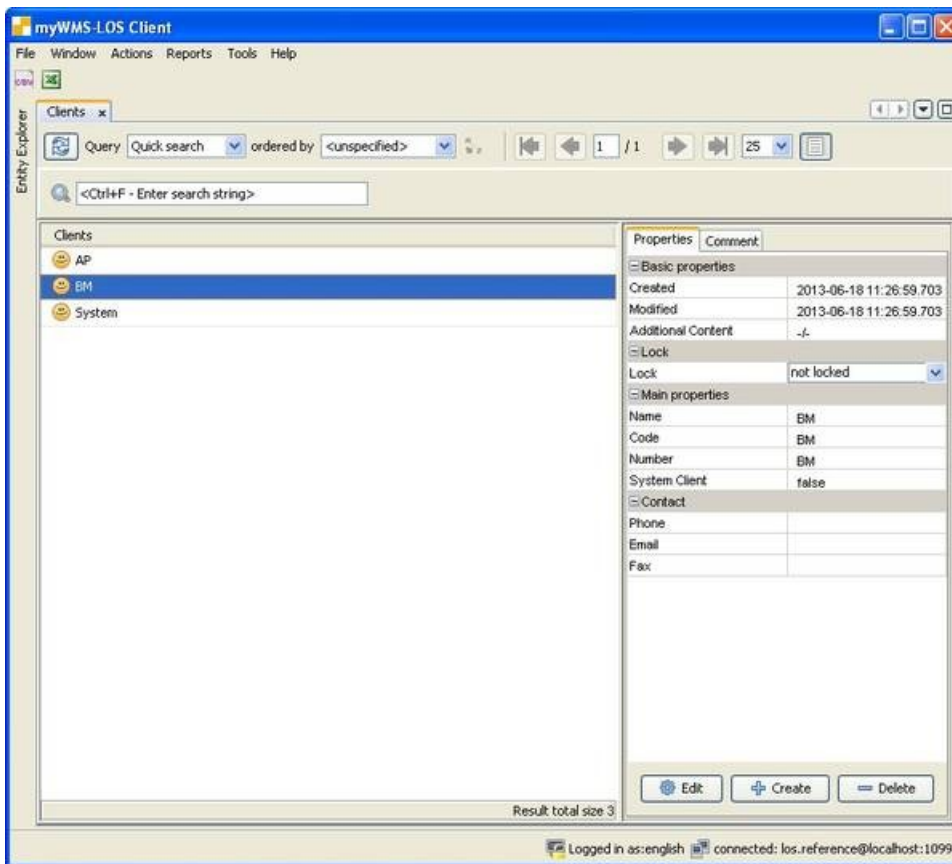 myWMS-LOS Client
File Window Actions Reports Tools Help
CSV
Entity Explorer
Clients
Query Quick search ordered by <unspecified> 1 / 1 25
<Ctrl+F - Enter search string>
Clients
AP
BM
System
Result total size 3
Properties Comment
Basic properties
Created 2013-06-18 11:26:59.703
Modified 2013-06-18 11:26:59.703
Additional Content -/-
Lock
Lock not locked
Main properties
Name BM
Code BM
Number BM
System Client false
Contact
Phone
Email
Fax
Edit Create Delete
Logged in as:english connected: los.reference@localhost:1099